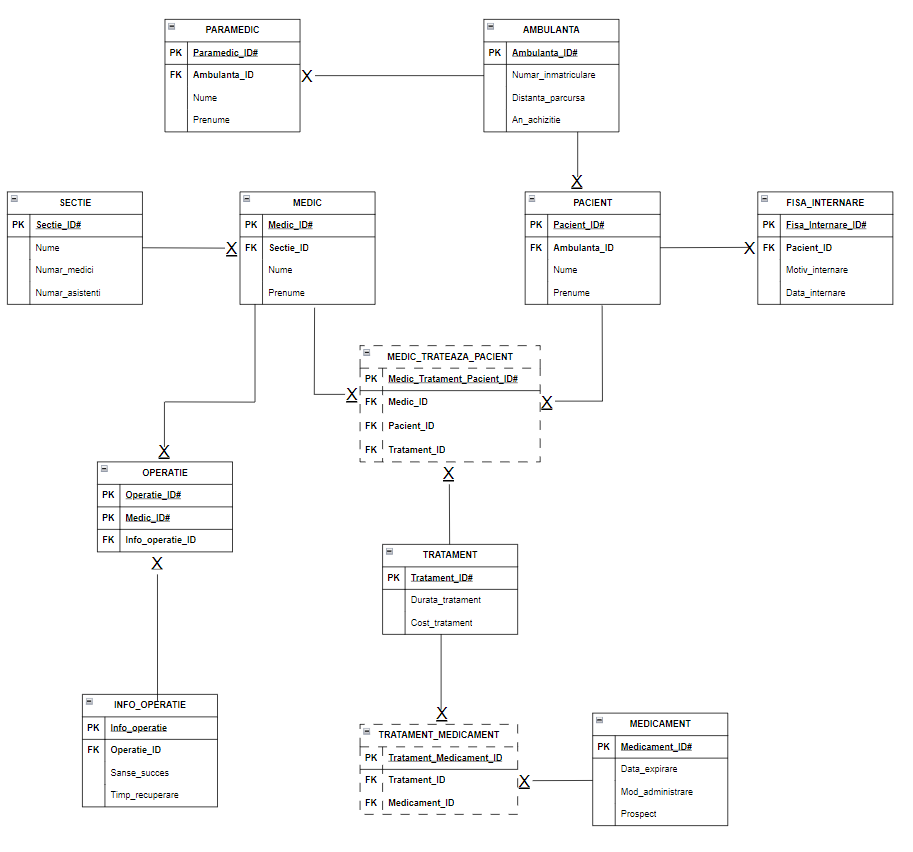 PARAMEDIC
PK Paramedic_ID#
FK Ambulanta_ID
Nume
Prenume
AMBULANTA
PK Ambulanta_ID#
Numar_inmatriculare
Distanta_parcursa
An_achizitie
X
X
SECTIE
PK Sectie_ID#
Nume
Numar_medici
Numar_asistenti
X
MEDIC
PK Medic_ID#
FK Sectie_ID
Nume
Prenume
PACIENT
PK Pacient_ID#
FK Ambulanta_ID
Nume
Prenume
X
FISA_INTERNARE
PK Fisa_Internare_ID#
FK Pacient_ID
Motiv_internare
Data_internare
MEDIC_TRATEAZA_PACIENT
PK Medic_Tratament_Pacient_ID#
FK Medic_ID
FK Pacient_ID
FK Tratament_ID
X
X
X
X
OPERATIE
PK Operatie_ID#
PK Medic_ID#
FK Info_operatie_ID
X
TRATAMENT
PK Tratament_ID#
Durata_tratament
Cost_tratament
INFO_OPERATIE
PK Info_operatie
FK Operatie_ID
Sanse_succes
Timp_recuperare
X
TRATAMENT_MEDICAMENT
PK Tratament_Medicament_ID
FK Tratament_ID
FK Medicament_ID
X
MEDICAMENT
PK Medicament_ID#
Data_expirare
Mod_administrare
Prospect